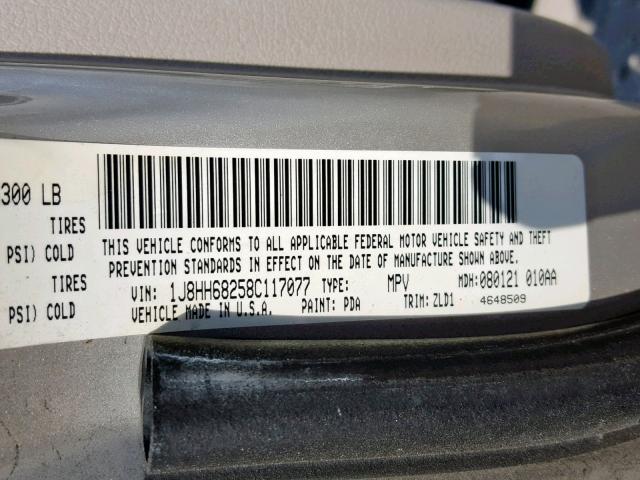 300 LB
TIRES
PSI) COLD
TIRES
PSI) COLD
THIS VEHICLE CONFORMS TO ALL APPLICABLE FEDERAL MOTOR VEHICLE SAFETY AND THEFT
PREVENTION STANDARDS IN EFFECT ON THE DATE OF MANUFACTURE SHOWN ABOVE.
VIN: 1J8HH68258C117077 TYPE: MPV MDH: 080121 010AA
VEHICLE MADE IN U.S.A. PAINT: PDA TRIM: ZLD1 4648509